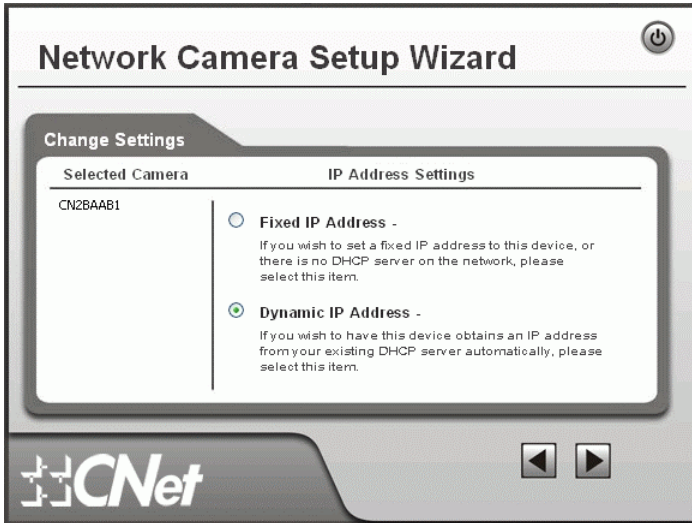 Network Camera Setup Wizard
Change Settings
Selected Camera
IP Address Settings
CN2BAAB1
Fixed IP Address -
If you wish to set a fixed IP address to this device, or
there is no DHCP server on the network, please
select this item.
Dynamic IP Address -
If you wish to have this device obtains an IP address
from your existing DHCP server automatically, please
select this item.
CNet